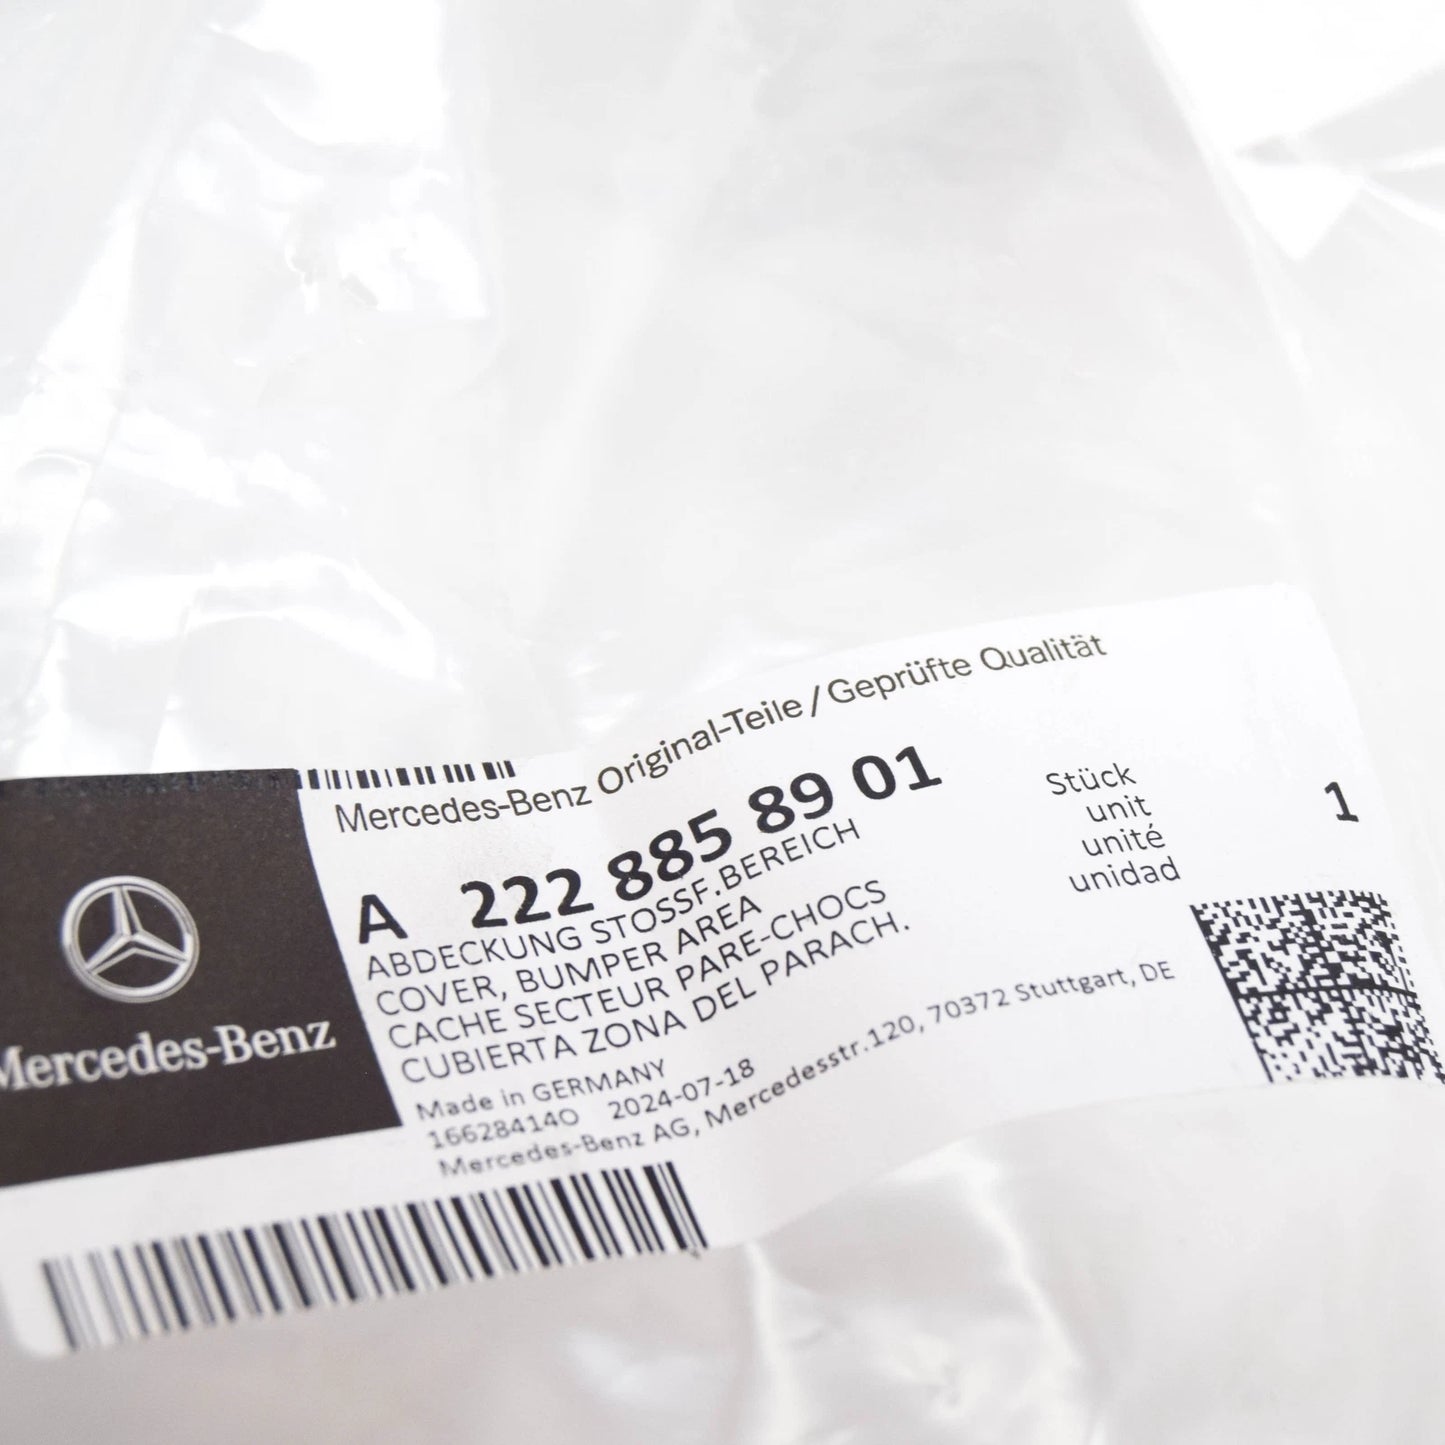 Mercedes-Benz Original-Teile / Geprüfte Qualität
A 222 885 89 01
ABDECKUNG STOSSF.BEREICH
COVER, BUMPER AREA
CACHE SECTEUR PARE-CHOCS
CUBIERTA ZONA DEL PARACH.
Stück
unit
unité
unidad
1
Made in GERMANY
166284140 2024-07-18
Mercedes-Benz AG, Mercedesstr.120, 70372 Stuttgart, DE
Mercedes-Benz